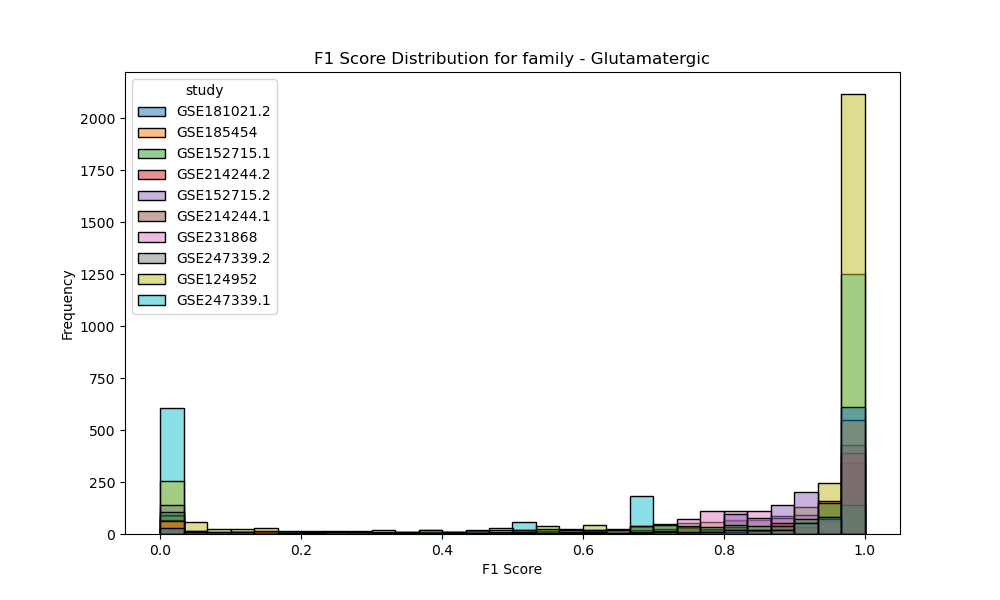 F1 Score Distribution for family - Glutamatergic
study
GSE181021.2
GSE185454
GSE152715.1
GSE214244.2
GSE152715.2
GSE214244.1
GSE231868
GSE247339.2
GSE124952
GSE247339.1
Frequency
2000
1750
1500
1250
1000
750
500
250
0
0.0 0.2 0.4 0.6 0.8 1.0
F1 Score